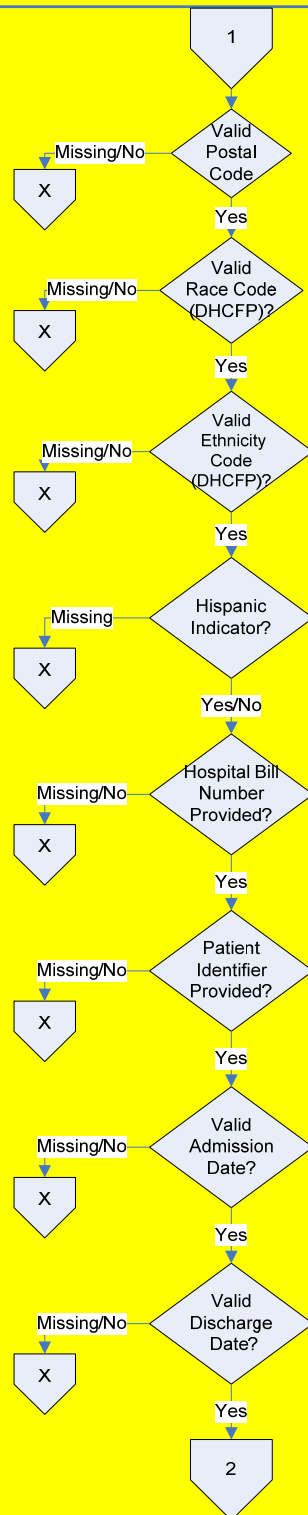 1
Valid
Postal
Code
Missing/No
X
Yes
Valid
Race Code
(DHCFP)?
Missing/No
X
Yes
Valid
Ethnicity
Code
(DHCFP)?
Missing/No
X
Yes
Hispanic
Indicator?
Missing
X
Yes/No
Hospital Bill
Number
Provided?
Missing/No
X
Yes
Patient
Identifier
Provided?
Missing/No
X
Yes
Valid
Admission
Date?
Missing/No
X
Yes
Valid
Discharge
Date?
Missing/No
X
Yes
2